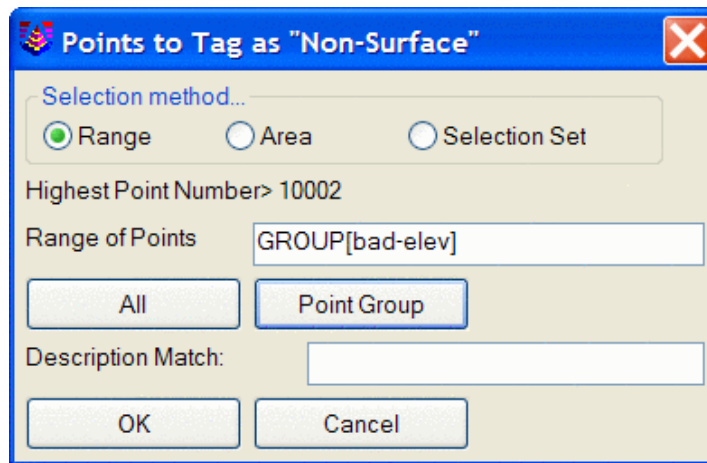 Points to Tag as "Non-Surface"
Selection method...
Range Area Selection Set
Highest Point Number> 10002
Range of Points GROUP[bad-elev]
All Point Group
Description Match:
OK Cancel